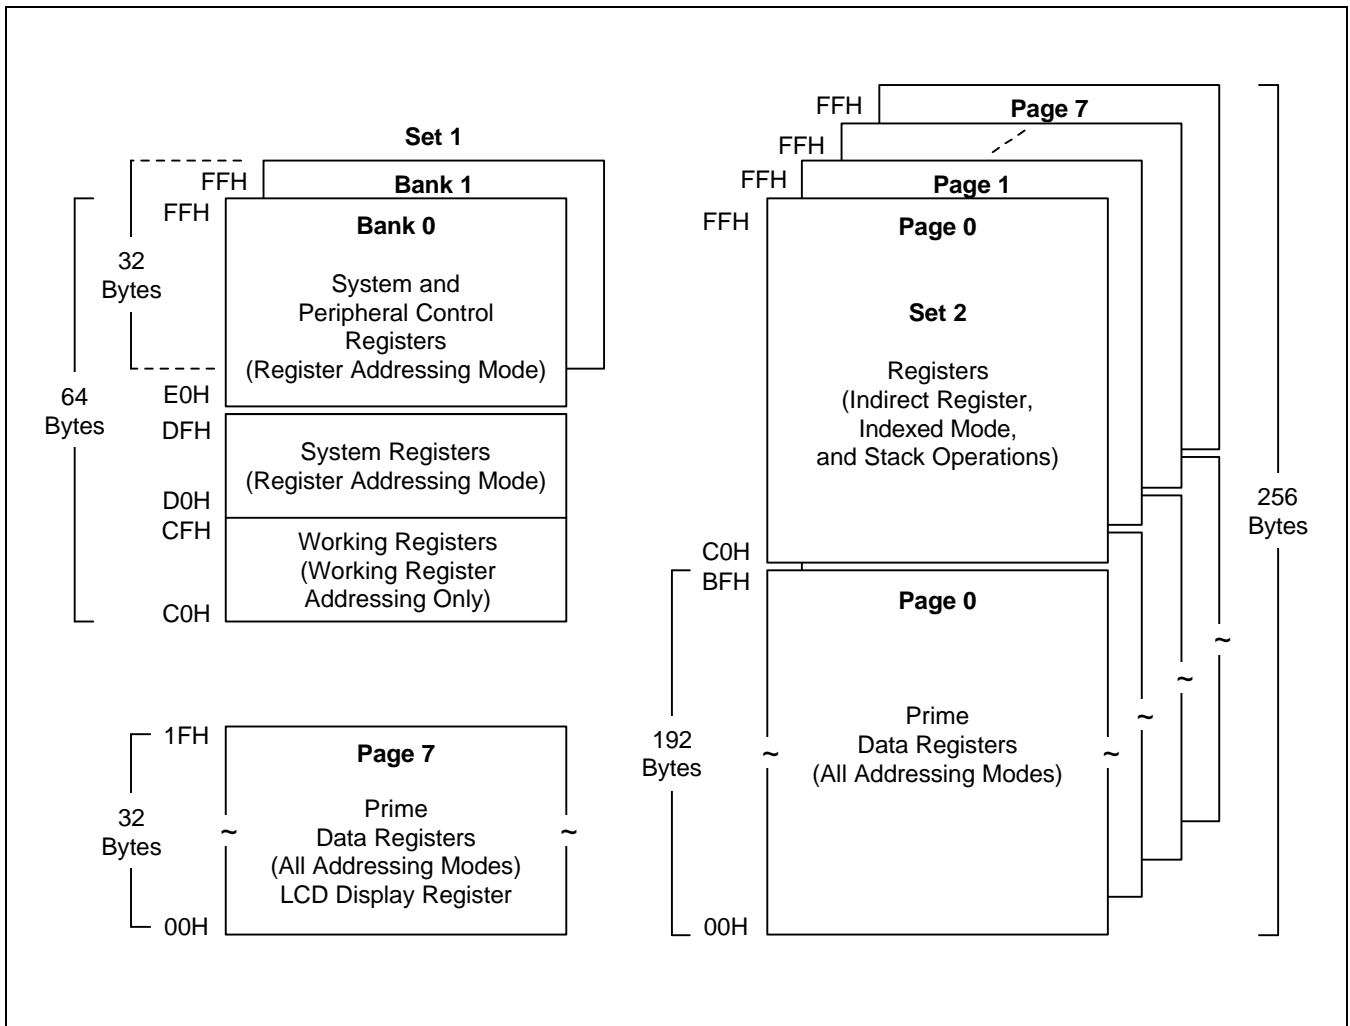 Set 1
FFH
Bank 1
FFH
Bank 0
32
Bytes
System and
Peripheral Control
Registers
(Register Addressing Mode)
E0H
64
Bytes
DFH
System Registers
(Register Addressing Mode)
D0H
CFH
Working Registers
(Working Register
Addressing Only)
C0H
1FH
Page 7
32
Bytes
Prime
Data Registers
(All Addressing Modes)
LCD Display Register
~
~
00H
FFH
Page 7
FFH
FFH
Page 1
FFH
Page 0
Set 2
Registers
(Indirect Register,
Indexed Mode,
and Stack Operations)
256
Bytes
C0H
BFH
Page 0
192
Bytes
Prime
Data Registers
(All Addressing Modes)
~
~
~
~
~
00H